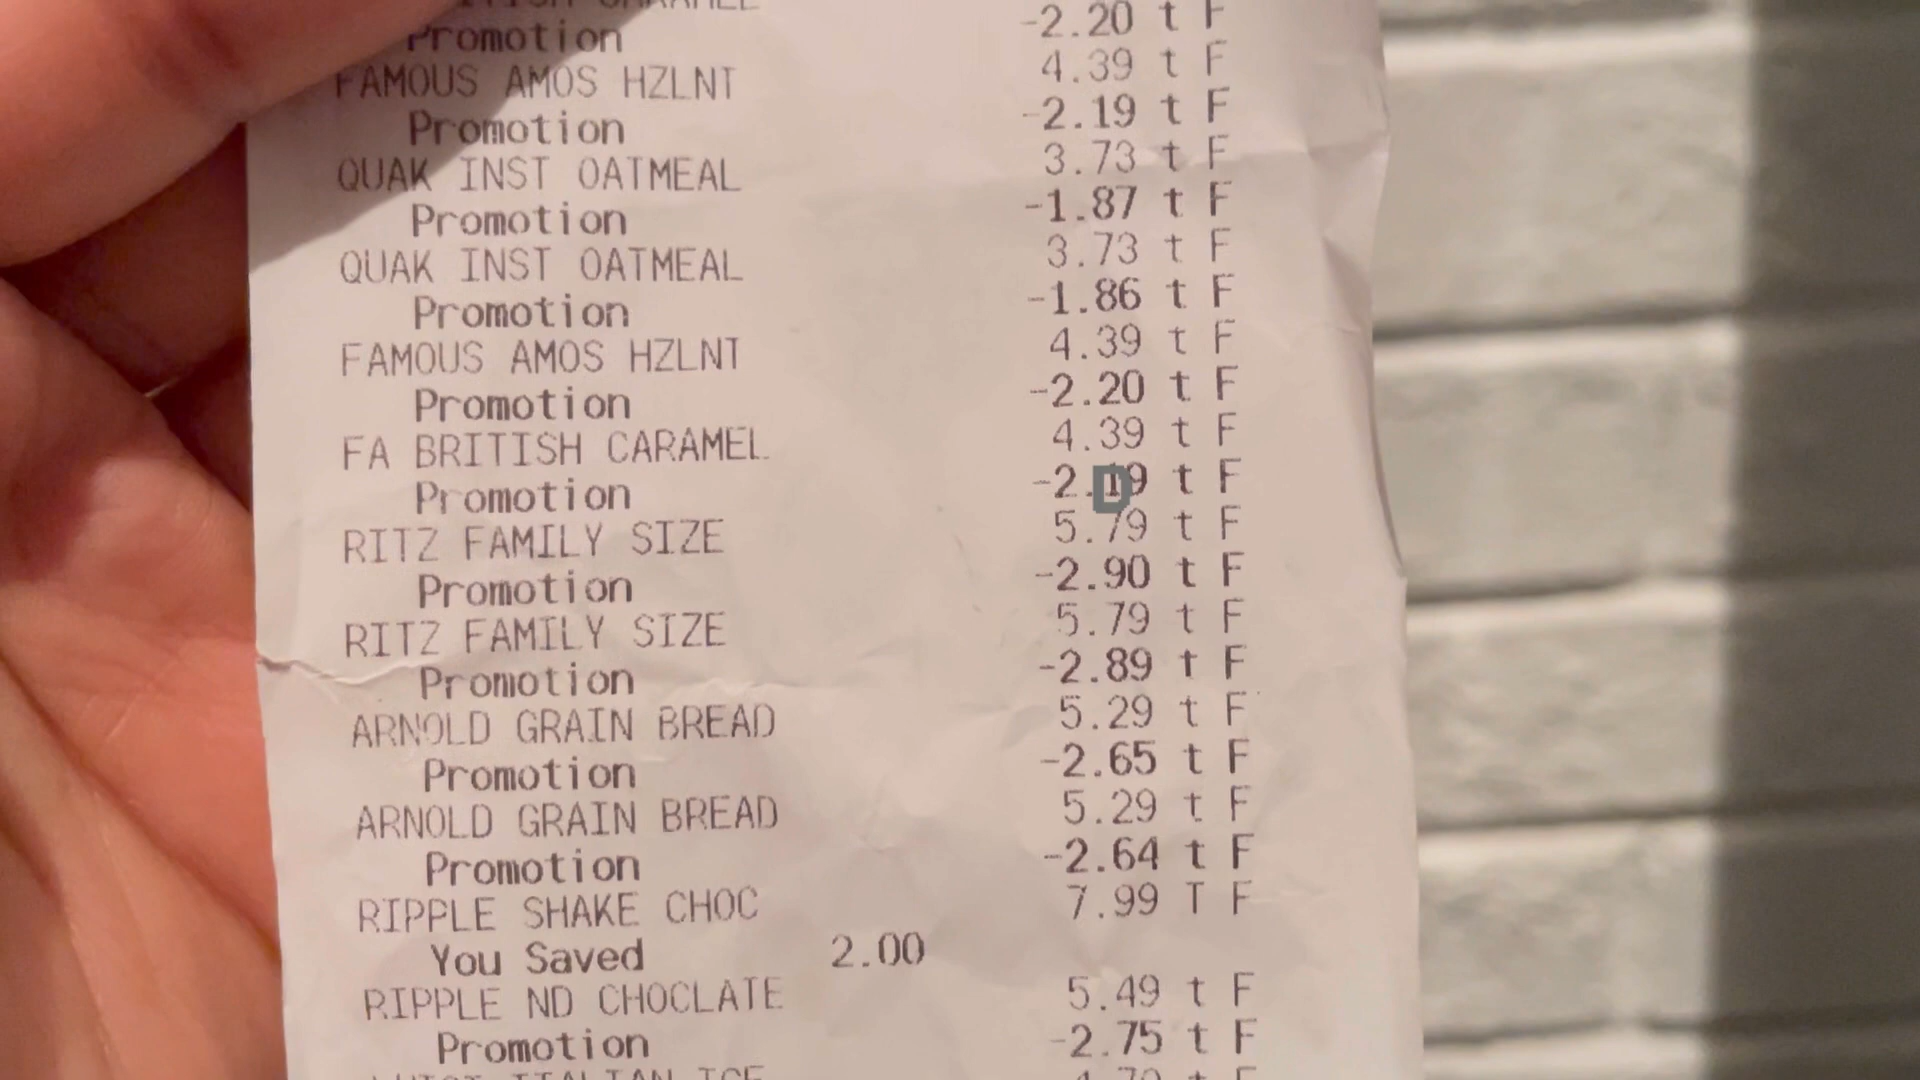 Promotion -2.20 t F
FAMOUS AMOS HZLNT 4.39 t F
Promotion -2.19 t F
QUAK INST OATMEAL 3.73 t F
Promotion -1.87 t F
QUAK INST OATMEAL 3.73 t F
Promotion -1.86 t F
FAMOUS AMOS HZLNT 4.39 t F
Promotion -2.20 t F
FA BRITISH CARAMEL 4.39 t F
Promotion -2.19 t F
RITZ FAMILY SIZE 5.79 t F
Promotion -2.90 t F
RITZ FAMILY SIZE 5.79 t F
Promotion -2.89 t F
ARNOLD GRAIN BREAD 5.29 t F
Promotion -2.65 t F
ARNOLD GRAIN BREAD 5.29 t F
Promotion -2.64 t F
RIPPLE SHAKE CHOC 7.99 T F
You Saved 2.00
RIPPLE ND CHOCLATE 5.49 t F
Promotion -2.75 t F